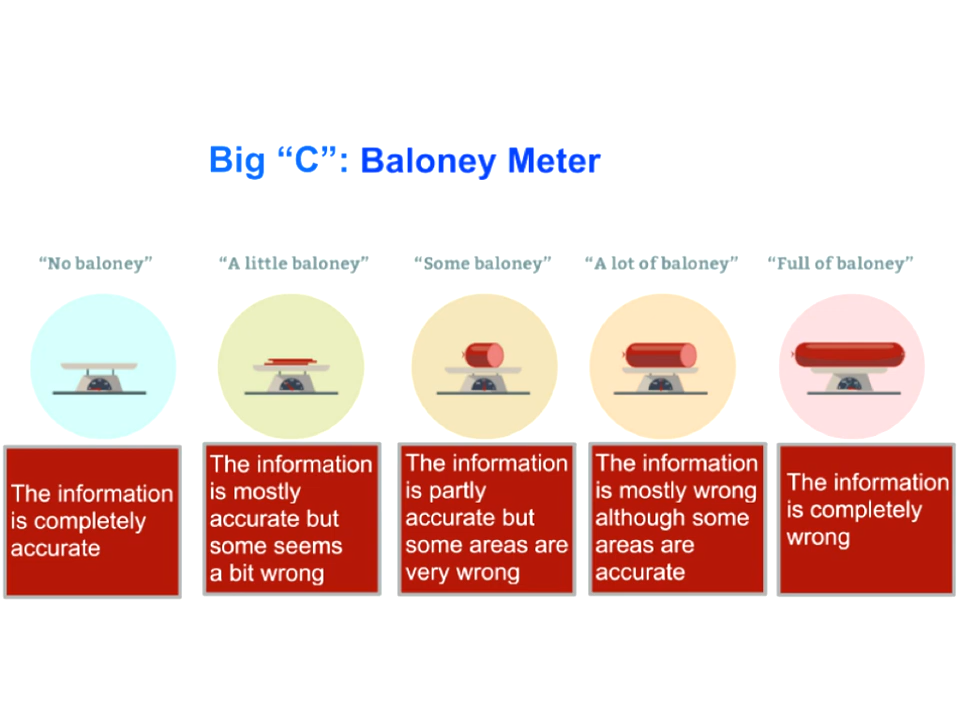 Big “C”: Baloney Meter
“No baloney”
“A little baloney”
“Some baloney”
“A lot of baloney”
“Full of baloney”
The information
is completely
accurate
The information
is mostly
accurate but
some seems
a bit wrong
The information
is partly
accurate but
some areas are
very wrong
The information
is mostly wrong
although some
areas are
accurate
The information
is completely
wrong